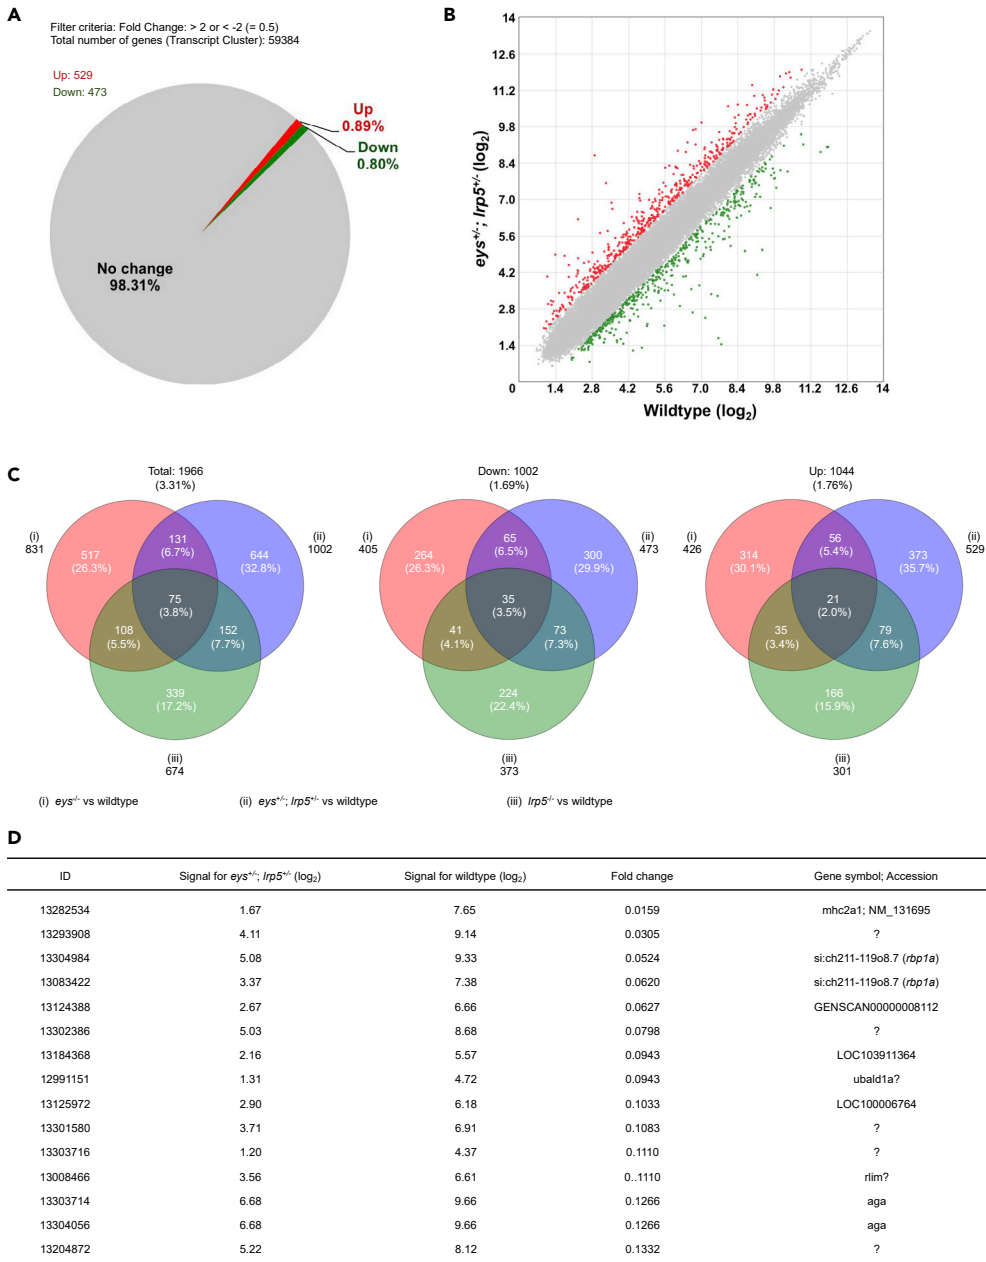 A
Filter criteria: Fold Change: > 2 or < -2 (= 0.5)
Total number of genes (Transcript Cluster): 59384
Up: 529
Down: 473
Up
0.89%
Down
0.80%
No change
98.31%
B
eys+/-; lrp5+/- (log2)
14
12.6
11.2
9.8
8.4
7.0
5.6
4.2
2.8
1.4
0 1.4 2.8 4.2 5.6 7.0 8.4 9.8 11.2 12.6 14
Wildtype (log2)
C
Total: 1966
(3.31%)
(i)
831
(ii)
1002
517
(26.3%)
131
(6.7%)
644
(32.8%)
75
(3.8%)
108
(5.5%)
152
(7.7%)
339
(17.2%)
(iii)
674
Down: 1002
(1.69%)
(i)
405
(ii)
473
264
(26.3%)
65
(6.5%)
300
(29.9%)
35
(3.5%)
41
(4.1%)
73
(7.3%)
224
(22.4%)
(iii)
373
Up: 1044
(1.76%)
(i)
426
(ii)
529
314
(30.1%)
56
(5.4%)
373
(35.7%)
21
(2.0%)
35
(3.4%)
79
(7.6%)
166
(15.9%)
(iii)
301
(i) eys-/- vs wildtype (ii) eys+/-; lrp5+/- vs wildtype (iii) lrp5-/- vs wildtype
D
ID Signal for eys+/-; lrp5+/- (log2) Signal for wildtype (log2) Fold change Gene symbol; Accession
13282534 1.67 7.65 0.0159 mhc2a1; NM_131695
13293908 4.11 9.14 0.0305 ?
13304984 5.08 9.33 0.0524 si:ch211-119o8.7 (rbp1a)
13083422 3.37 7.38 0.0620 si:ch211-119o8.7 (rbp1a)
13124388 2.67 6.66 0.0627 GENSCAN00000008112
13302386 5.03 8.68 0.0798 ?
13184368 2.16 5.57 0.0943 LOC103911364
12991151 1.31 4.72 0.0943 ubald1a?
13125972 2.90 6.18 0.1033 LOC100006764
13301580 3.71 6.91 0.1083 ?
13303716 1.20 4.37 0.1110 ?
13008466 3.56 6.61 0..1110 rlim?
13303714 6.68 9.66 0.1266 aga
13304056 6.68 9.66 0.1266 aga
13204872 5.22 8.12 0.1332 ?